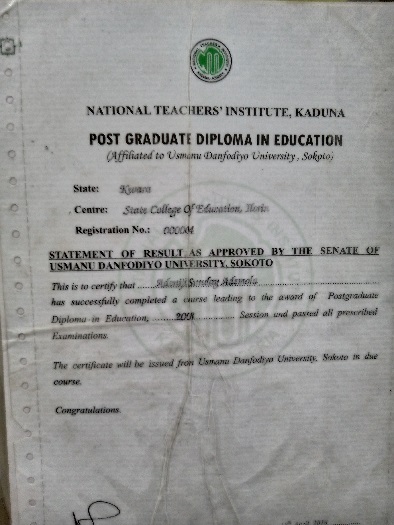 NATIONAL TEACHERS' INSTITUTE, KADUNA
POST GRADUATE DIPLOMA IN EDUCATION
(Affiliated to Usmanu Danfodiyo University, Sokoto)
State: Kwara
Centre: State College Of Education, Ilorin
Registration No.:
STATEMENT OF RESULT AS APPROVED BY THE SENATE OF
USMANU DANFODIYO UNIVERSITY, SOKOTO
This is to certify that Sunday
has successfully completed a course leading to the award of Postgraduate
Diploma in Education, Session and passed all prescribed
Examinations.
The certificate will be issued from Usmanu Danfodiyo University, Sokoto in due
course.
Congratulations.